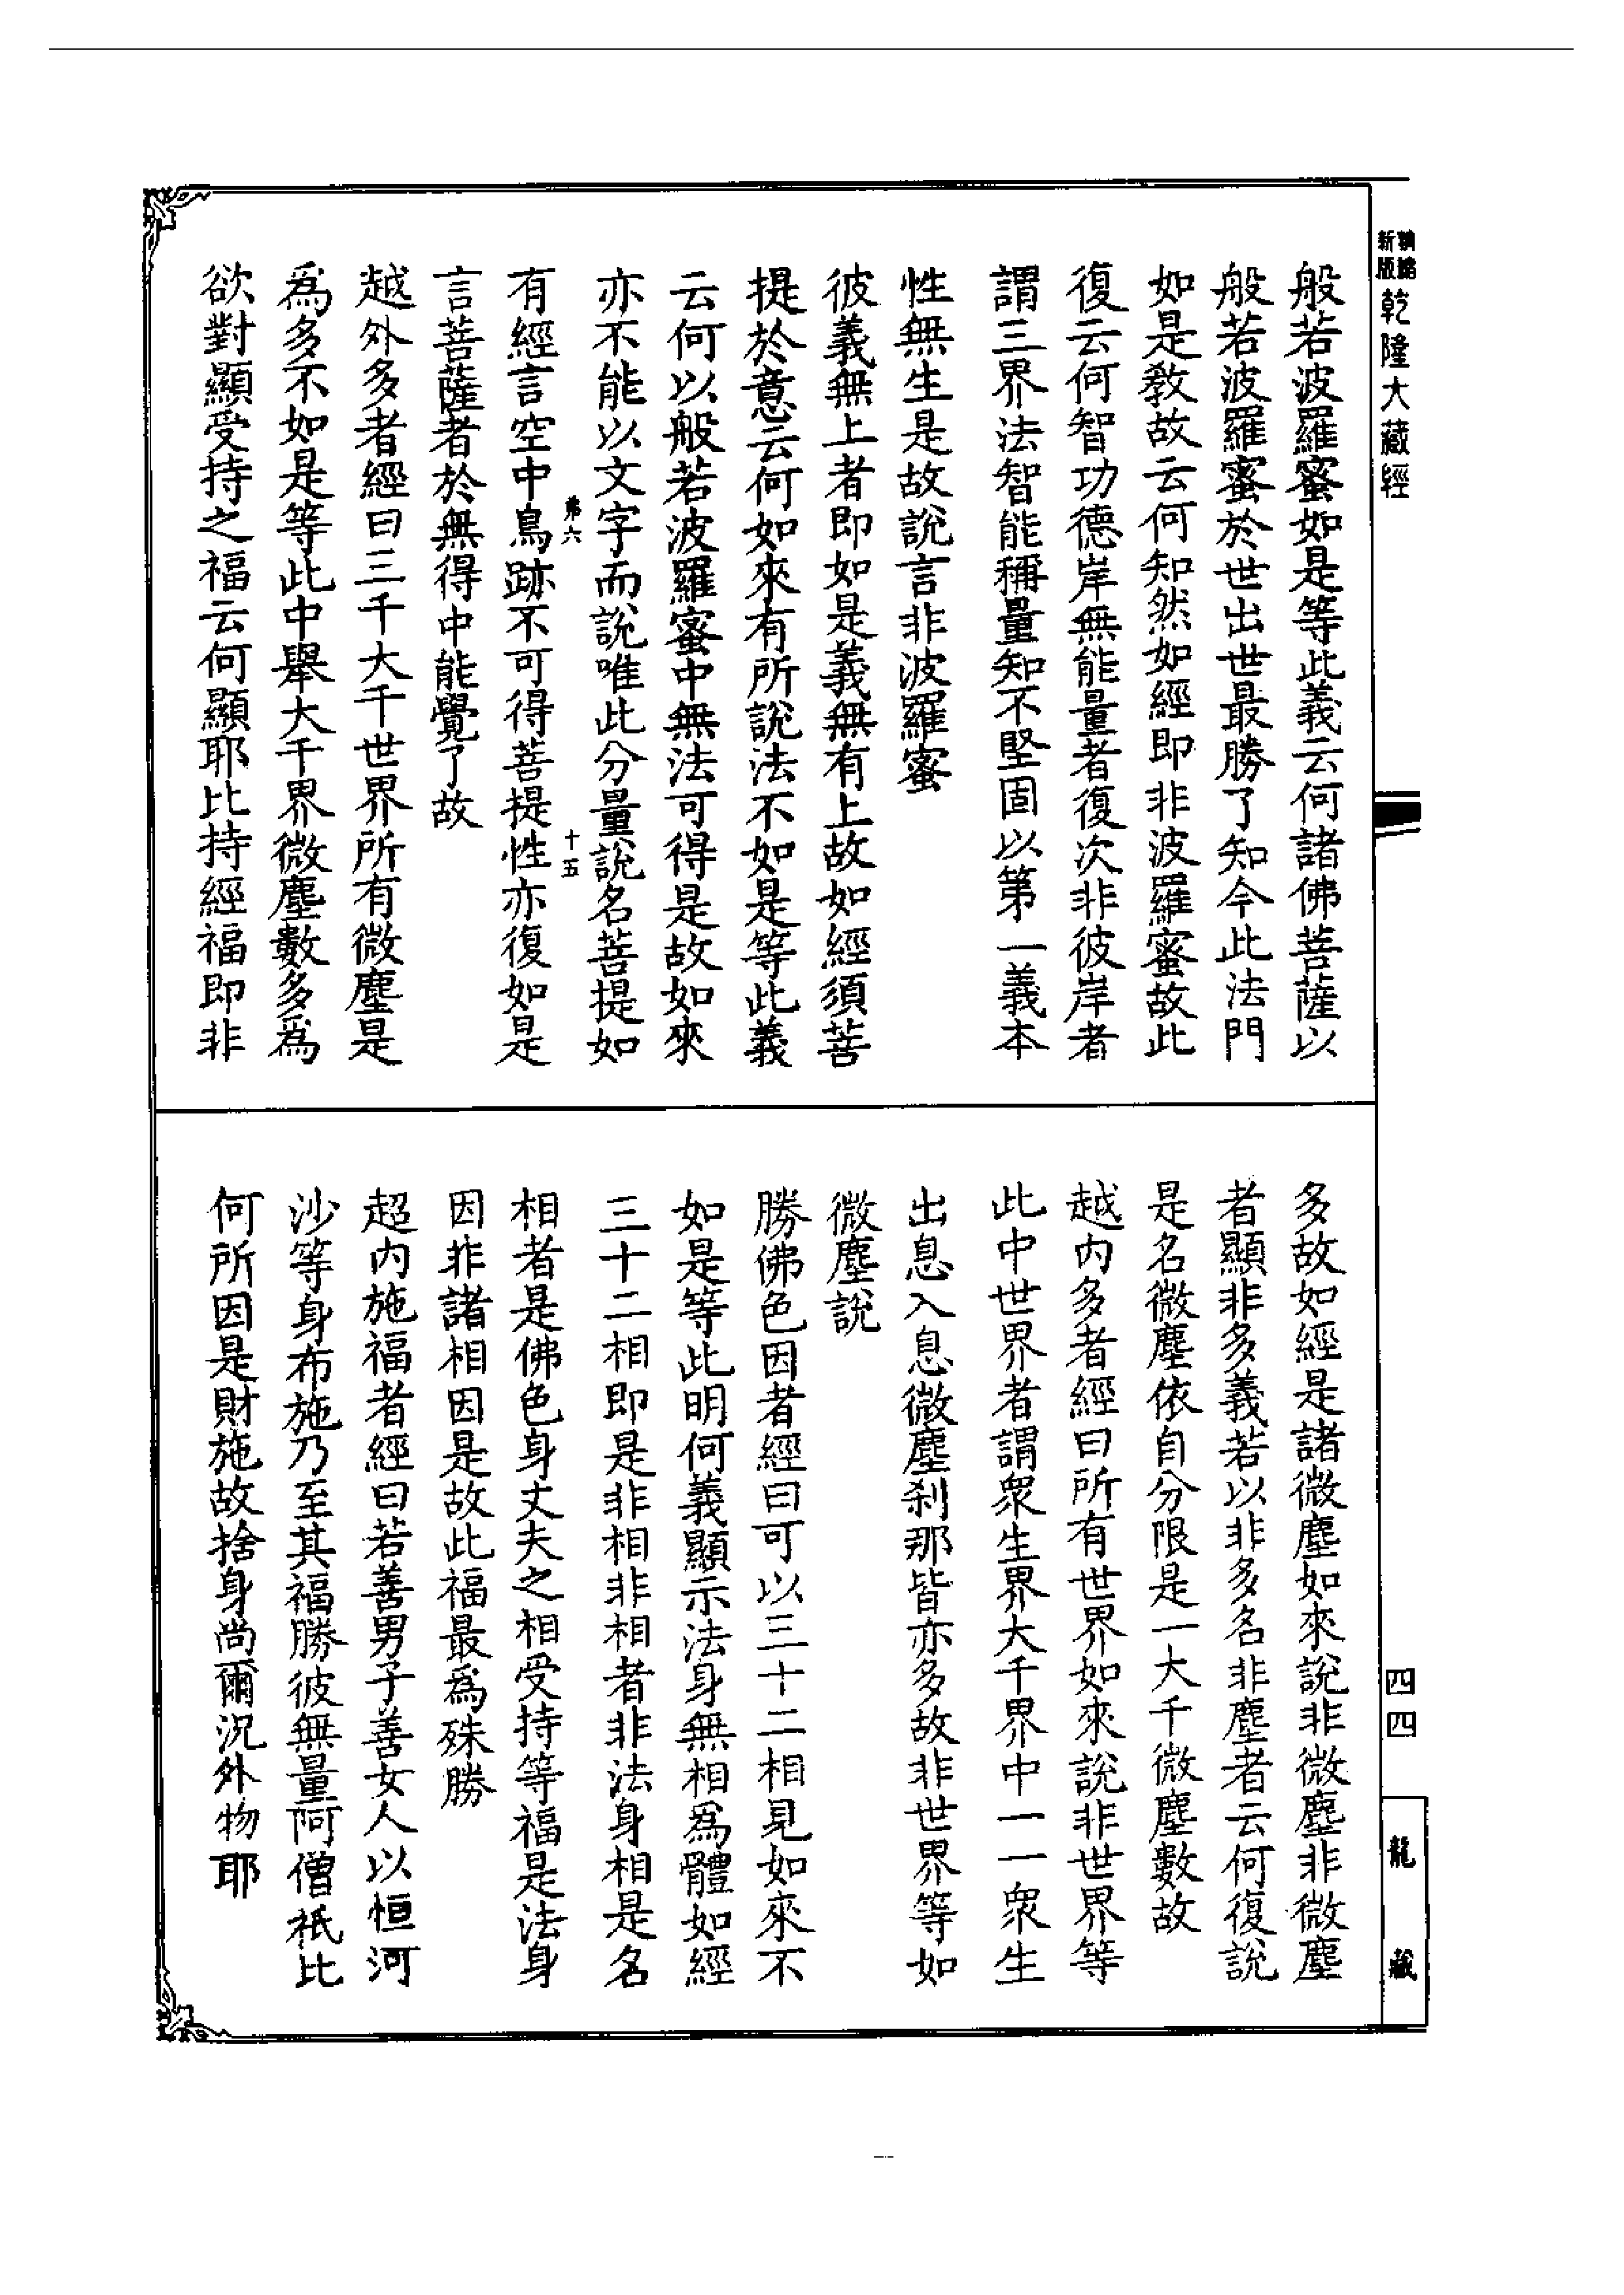 新版
乾隆大藏經
般若波羅蜜如是等此義云何諸佛菩薩以
般若波羅蜜於世出世最勝了知今此法門
如是教故云何知然如經即非波羅蜜故此
復云何智功德岸無能量者復次非彼岸者
謂三界法智能稱量知不堅固以第一義本
性無生是故說言非波羅蜜
彼義無上者即如是義無有上故如經須菩
提於意云何如來有所說法不如是等此義
云何以般若波羅蜜中無法可得是故如來
亦不能以文字而說唯此分量說名菩提如
第六
十五
有經言空中鳥跡不可得菩提性亦復如是
言菩薩者於無得中能覺了故
越外多者經曰三千大千世界所有微塵是
為多不如是等此中舉大千界微塵數多為
欲對顯受持之福云何顯耶比持經福即非
多故如經是諸微塵如來說非微塵非微塵
者顯非多義若以非多名非塵者云何復說
是名微塵依自分限是一大千微塵數故
越內多者經曰所有世界如來說非世界等
此中世界者謂眾生界大千界中一一眾生
出息入息微塵剎那皆亦多故非世界等如
微塵說
勝佛色因者經曰可以三十二相見如來不
如是等此明何義顯示法身無相為體如經
三十二相即是非相非相者非法身相是名
相者是佛色身丈夫之相受持等福是法身
因非諸相因是故此福最為殊勝
超內施福者經曰若善男子善女人以恒河
沙等身布施乃至其福勝彼無量阿僧祇比
何所因是財施故捨身尚爾況外物耶
四四
龍藏